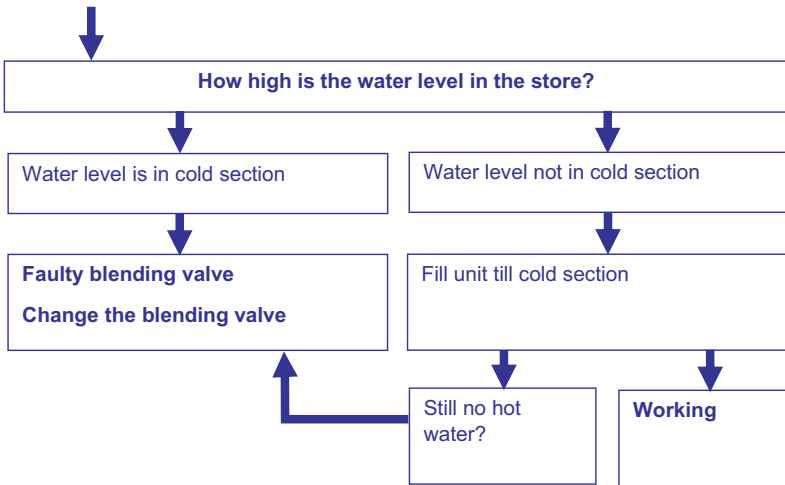 How high is the water level in the store?
Water level is in cold section
Water level not in cold section
Faulty blending valve
Change the blending valve
Fill unit till cold section
Still no hot
water?
Working